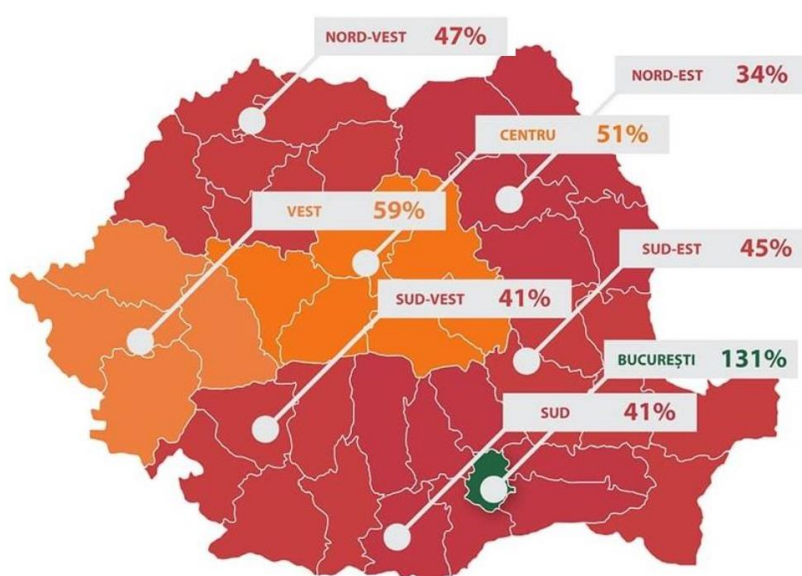 NORD-VEST 47%
NORD-EST 34%
CENTRU 51%
VEST 59%
SUD-EST 45%
SUD-VEST 41%
BUCUREȘTI 131%
SUD 41%